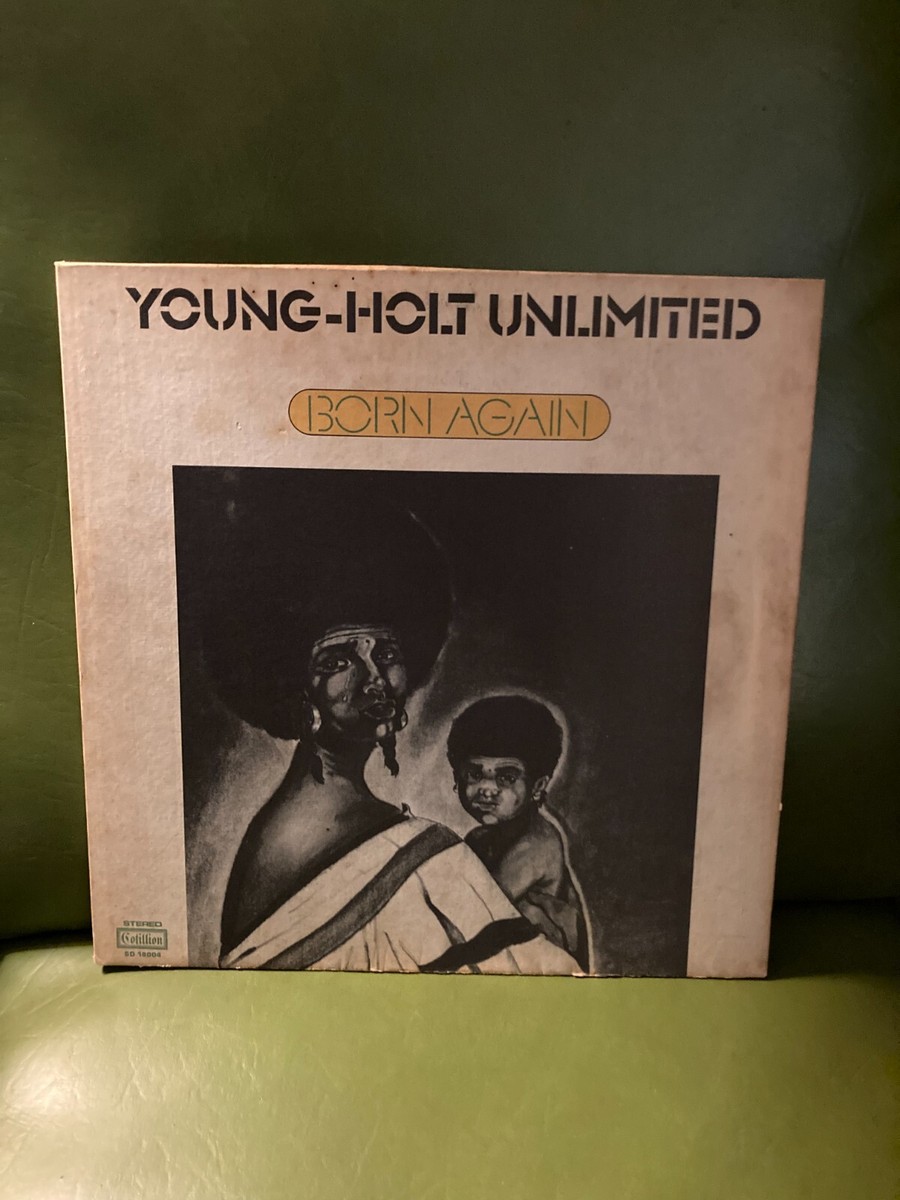 YOUNG-HOLT UNLIMITED
BORN AGAIN
STEREO
Cotillion
SD 18004